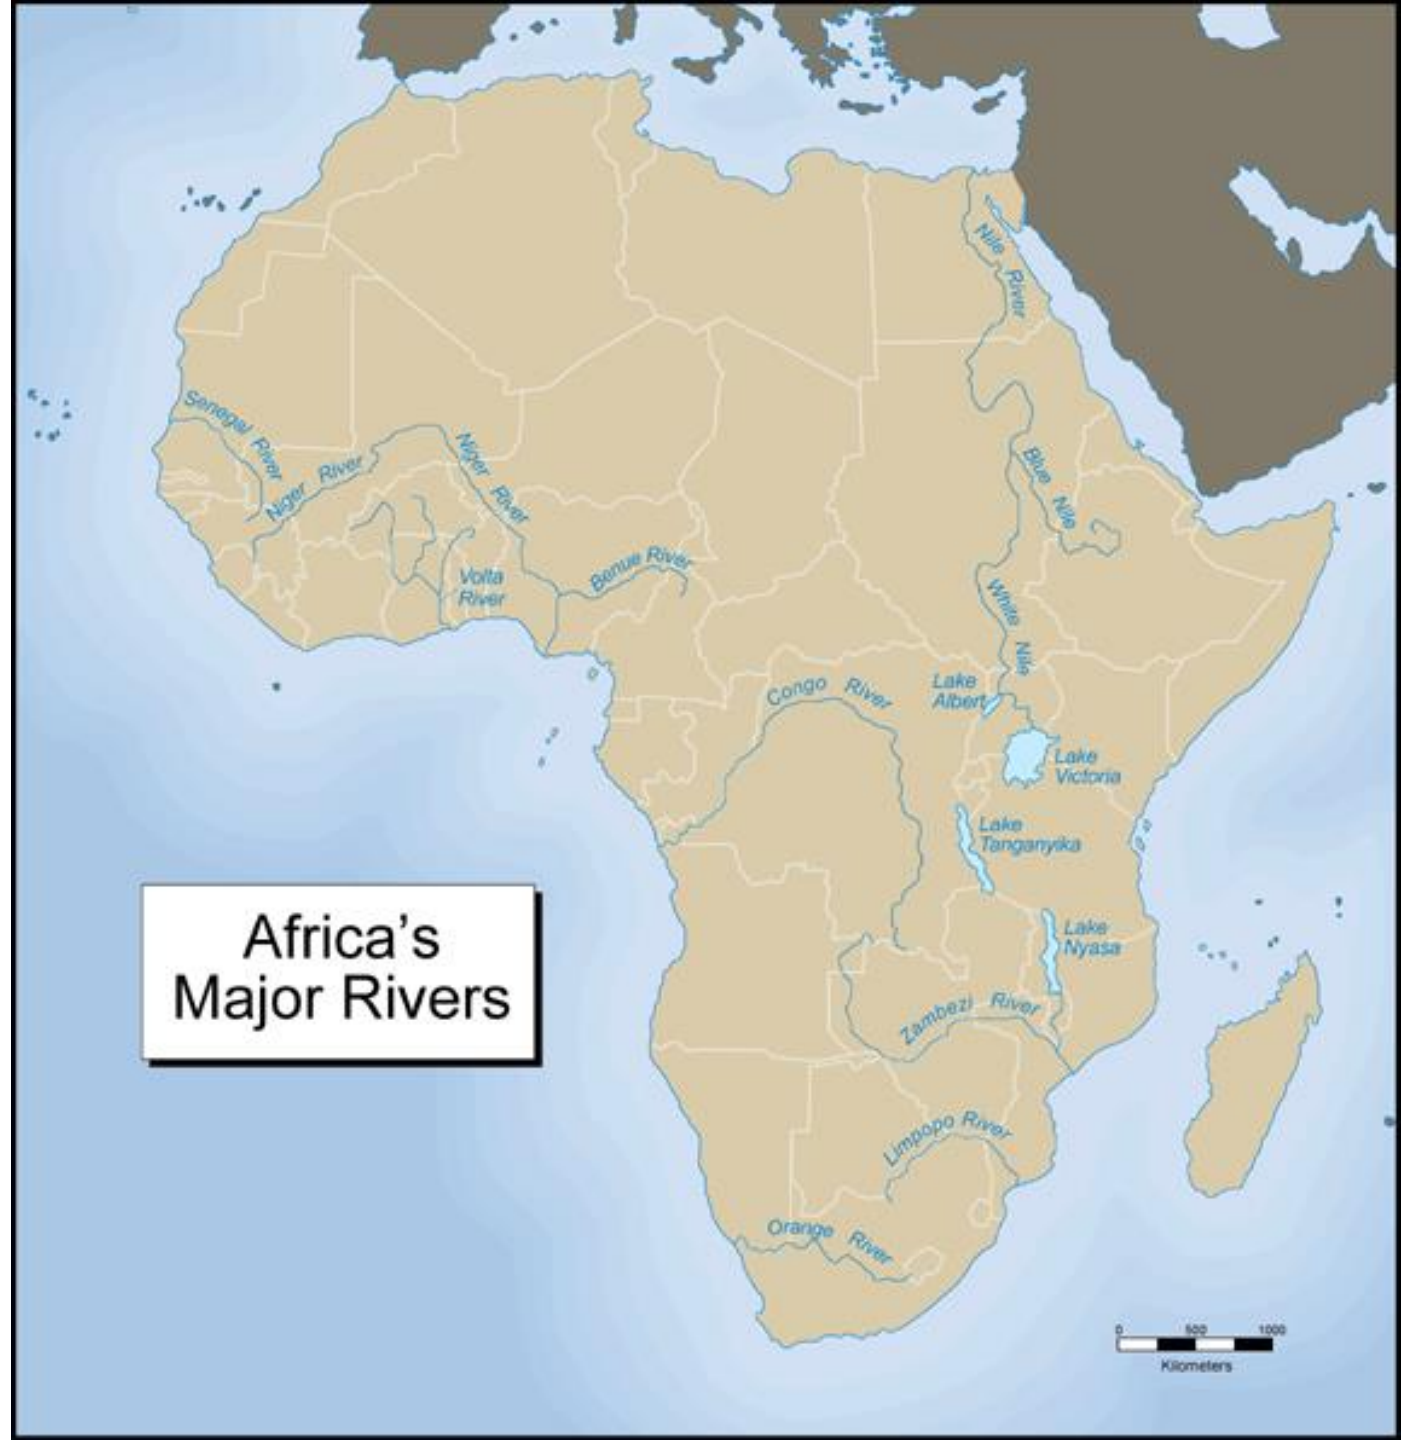 Nile River
Senegal River
Niger River
Niger River
Blue Nile
Benue River
Volta
River
White Nile
Lake
Albert
Congo River
Lake
Victoria
Lake
Tanganyika
Africa's
Major Rivers
Lake
Nyasa
Zambezi River
Limpopo River
Orange River
0 500 1000
Kilometers